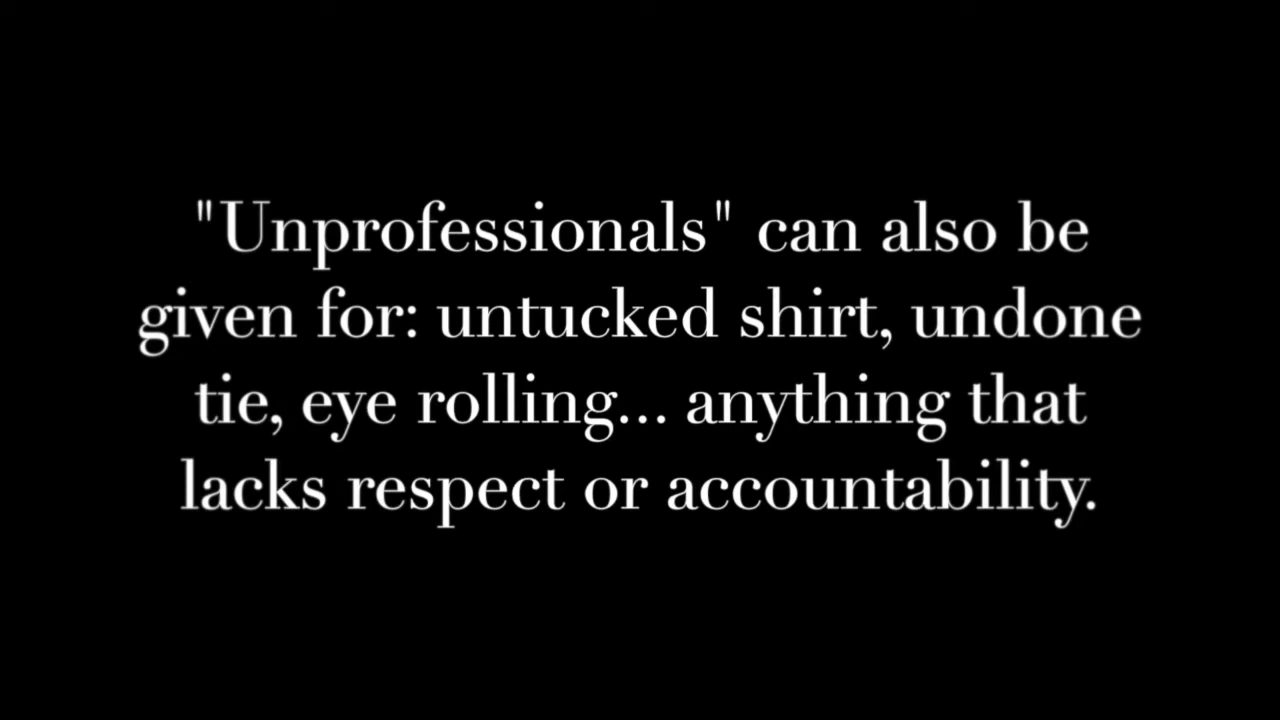 "Unprofessionals" can also be
given for: untucked shirt, undone
tie, eye rolling... anything that
lacks respect or accountability.